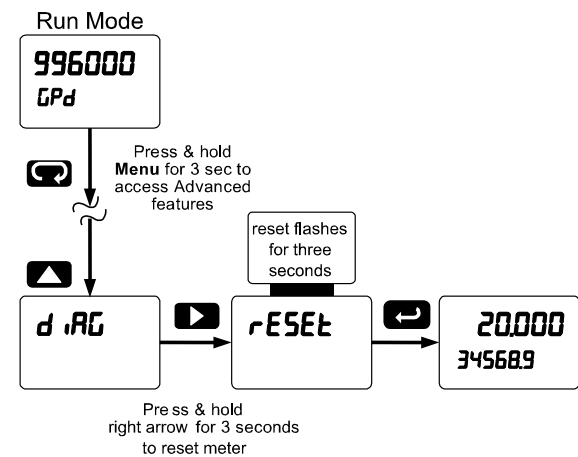 Run Mode
996000
GPd
Press & hold
Menu for 3 sec to
access Advanced
features
reset flashes
for three
seconds
diAG
rESEt
20.000
34568.9
Press & hold
right arrow for 3 seconds
to reset meter